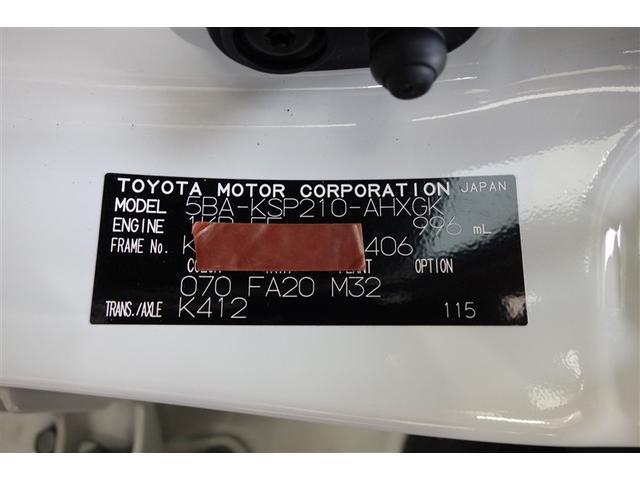 TOYOTA MOTOR CORPORATION JAPAN
MODEL 5BA-KSP210-AHXGK
ENGINE 996 mL
FRAME No. K 406
OPTION
070 FA20 M32
TRANS./AXLE K412 115